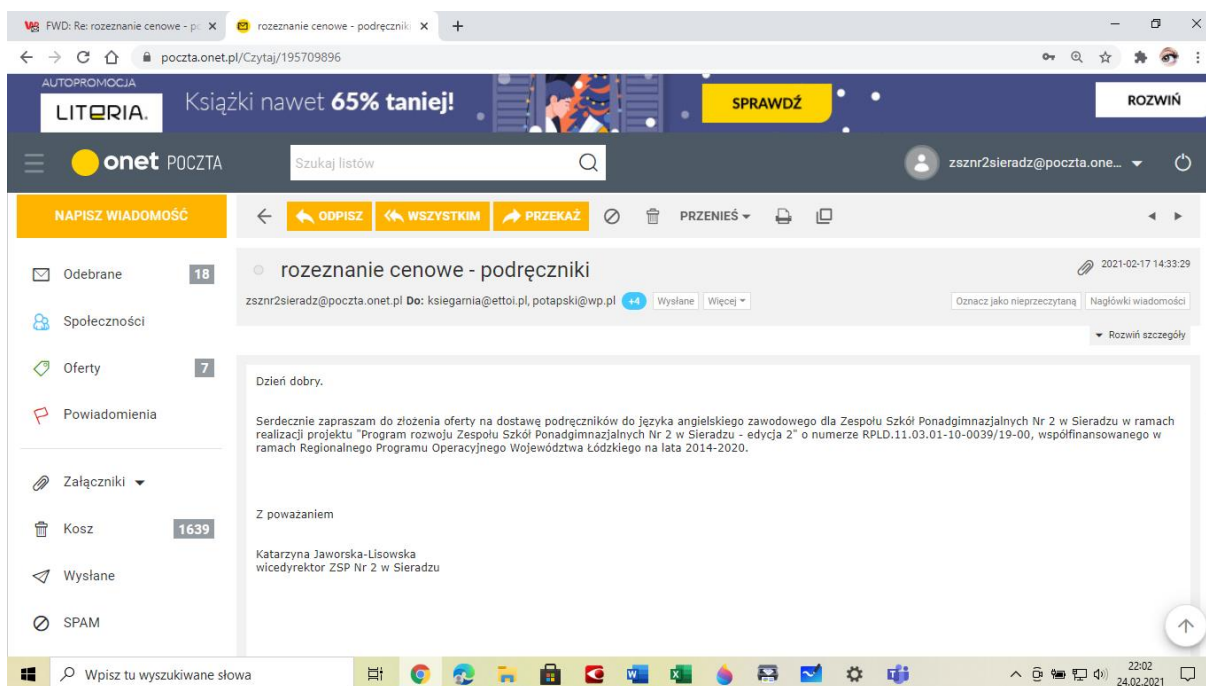 FWD: Re: rozeznanie cenowe - po
rozeznanie cenowe - podręczniki
poczta.onet.pl/Czytaj/195709896
AUTOPROMOCJA
LITERIA.
Książki nawet 65% taniej!
SPRAWDŹ
ROZWIŃ
onet POCZTA
Szukaj listów
zsznr2sieradz@poczta.one...
NAPISZ WIADOMOŚĆ
ODPISZ
WSZYSTKIM
PRZEKAŻ
PRZENIEŚ
Odebrane 18
Społeczności
Oferty 7
Powiadomienia
Załączniki
Kosz 1639
Wysłane
SPAM
rozeznanie cenowe - podręczniki
2021-02-17 14:33:29
zsznr2sieradz@poczta.onet.pl Do: ksiegarnia@ettoi.pl, potapski@wp.pl +4 Wysłane Więcej
Oznacz jako nieprzeczytaną Nagłówki wiadomości
Rozwiń szczegóły
Dzień dobry.
Serdecznie zapraszam do złożenia oferty na dostawę podręczników do języka angielskiego zawodowego dla Zespołu Szkół Ponadgimnazjalnych Nr 2 w Sieradzu w ramach
realizacji projektu "Program rozwoju Zespołu Szkół Ponadgimnazjalnych Nr 2 w Sieradzu - edycja 2" o numerze RPLD.11.03.01-10-0039/19-00, współfinansowanego w
ramach Regionalnego Programu Operacyjnego Województwa Łódzkiego na lata 2014-2020.
Z poważaniem
Katarzyna Jaworska-Lisowska
wicedyrektor ZSP Nr 2 w Sieradzu
Wpisz tu wyszukiwane słowa
22:02
24.02.2021